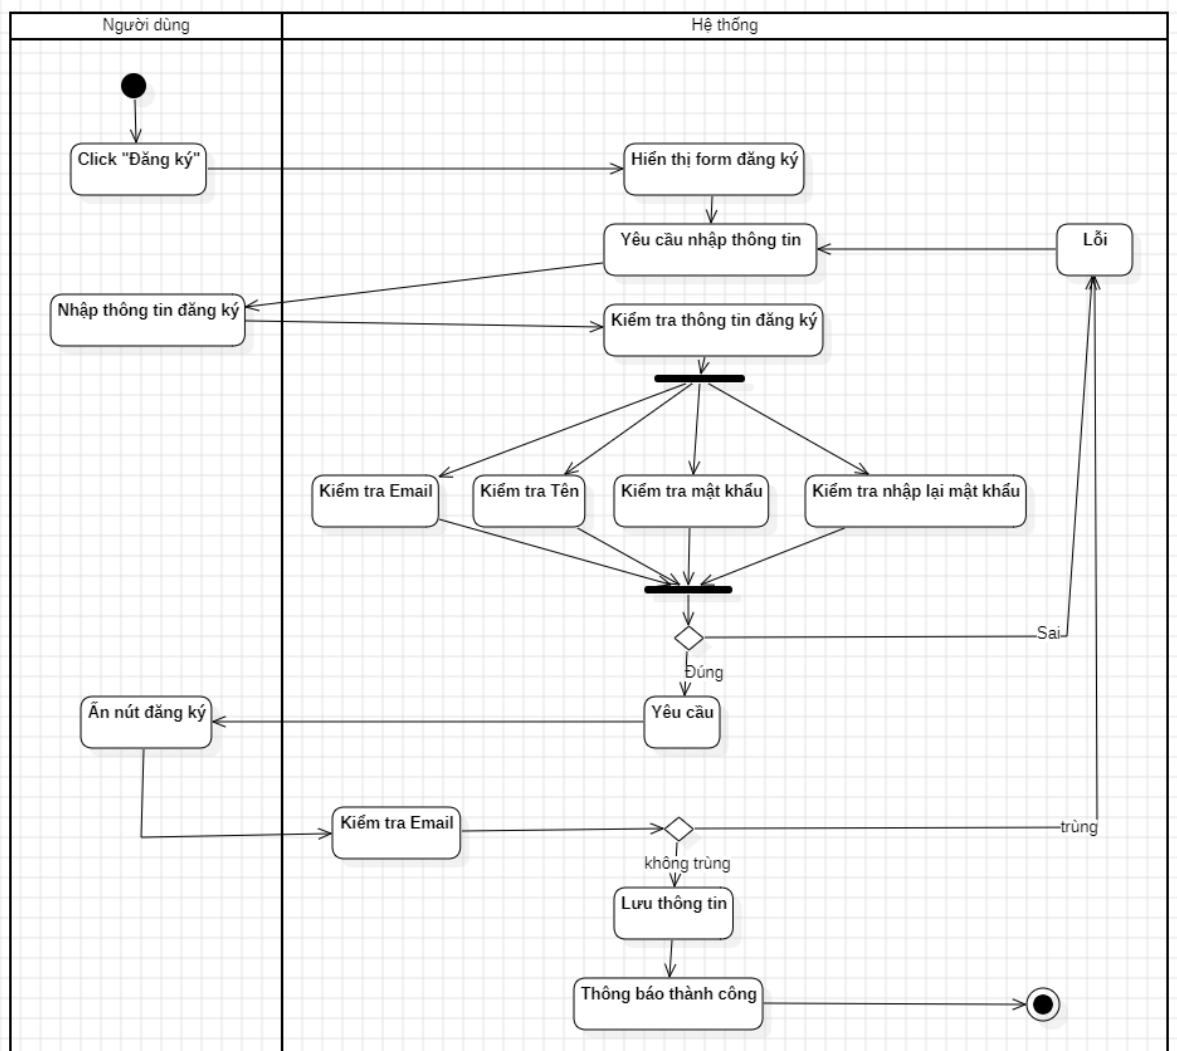 Người dùng
Hệ thống
Click "Đăng ký"
Hiển thị form đăng ký
Yêu cầu nhập thông tin
Lỗi
Nhập thông tin đăng ký
Kiểm tra thông tin đăng ký
Kiểm tra Email
Kiểm tra Tên
Kiểm tra mật khẩu
Kiểm tra nhập lại mật khẩu
Sai
Đúng
Ấn nút đăng ký
Yêu cầu
Kiểm tra Email
trùng
không trùng
Lưu thông tin
Thông báo thành công